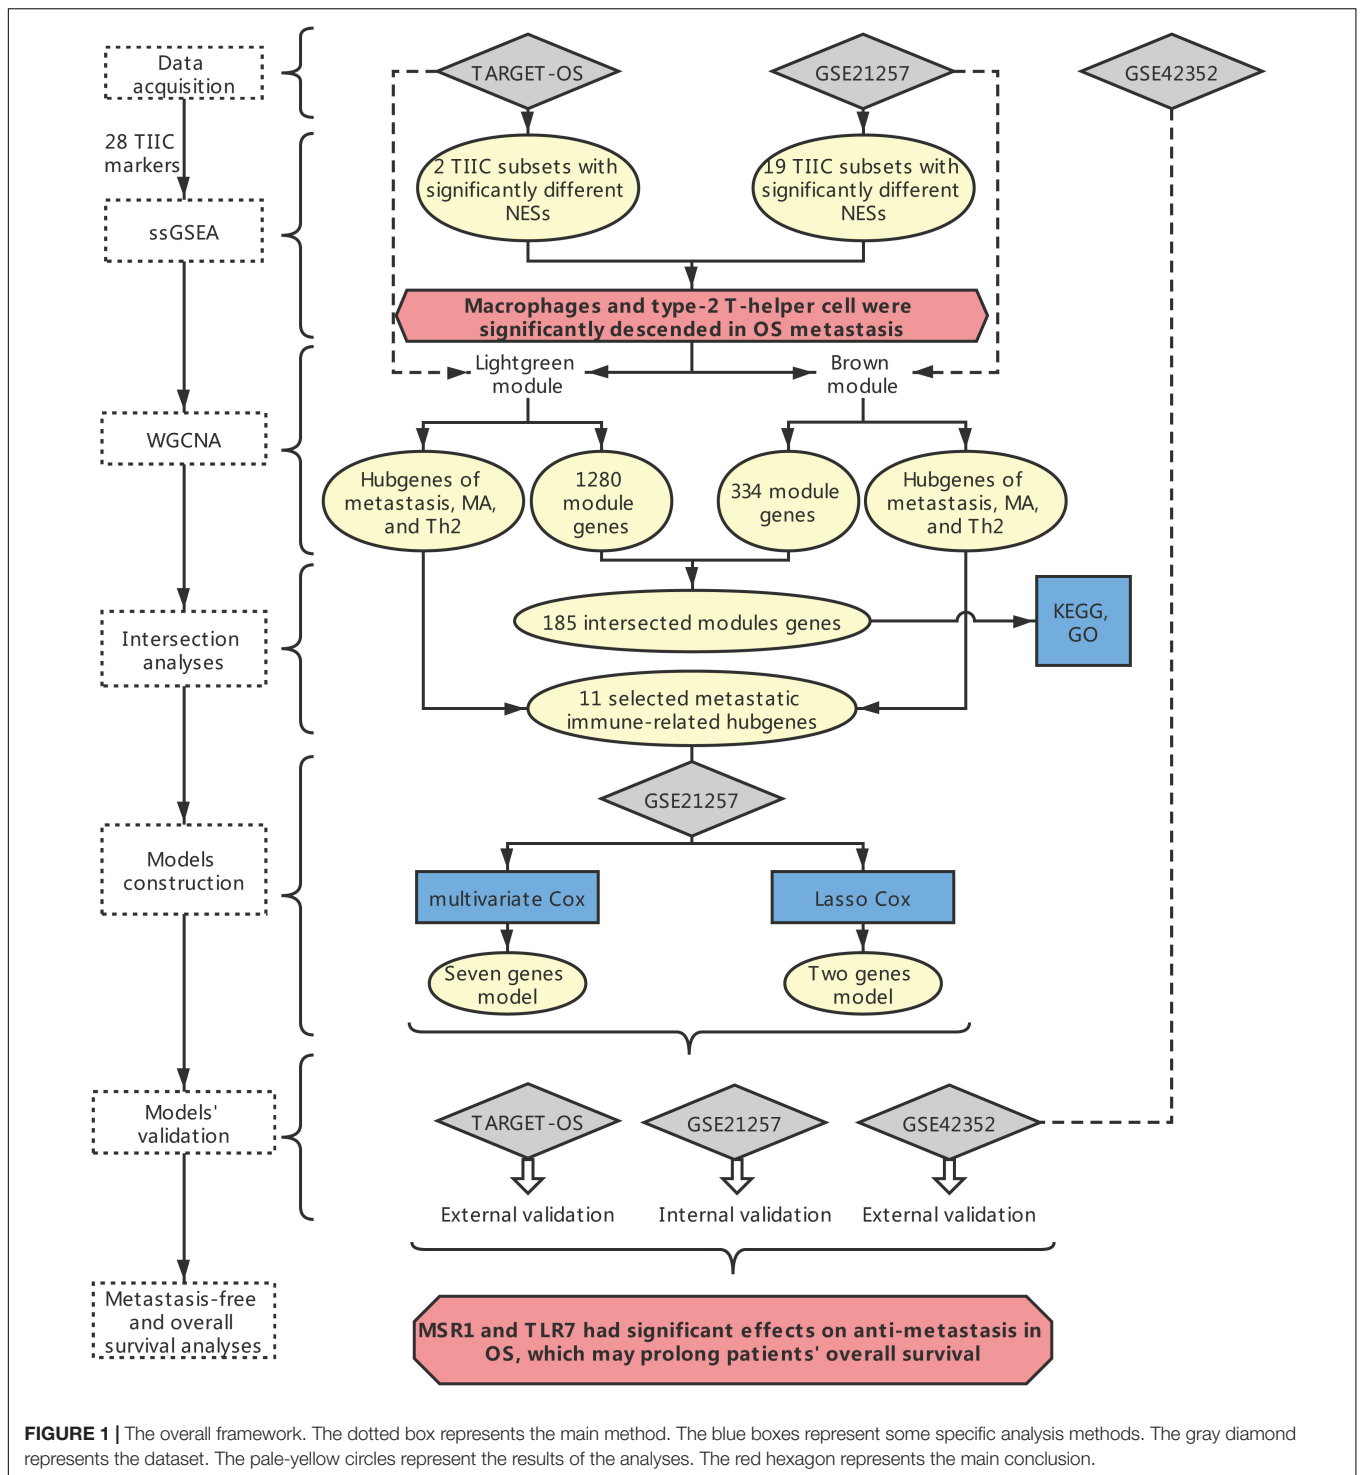 Data
acquisition
28 TIIC
markers
ssGSEA
WGCNA
Intersection
analyses
Models
construction
Models'
validation
Metastasis-free
and overall
survival analyses
TARGET-OS
GSE21257
GSE42352
2 TIIC subsets with
significantly different
NESs
19 TIIC subsets with
significantly different
NESs
Macrophages and type-2 T-helper cell were
significantly descended in OS metastasis
Lightgreen
module
Brown
module
Hubgenes of
metastasis, MA,
and Th2
1280
module
genes
334 module
genes
Hubgenes of
metastasis, MA,
and Th2
185 intersected modules genes
KEGG,
GO
11 selected metastatic
immune-related hubgenes
GSE21257
multivariate Cox
Lasso Cox
Seven genes
model
Two genes
model
TARGET-OS
GSE21257
GSE42352
External validation
Internal validation
External validation
MSR1 and TLR7 had significant effects on anti-metastasis in
OS, which may prolong patients' overall survival
FIGURE 1 | The overall framework. The dotted box represents the main method. The blue boxes represent some specific analysis methods. The gray diamond
represents the dataset. The pale-yellow circles represent the results of the analyses. The red hexagon represents the main conclusion.